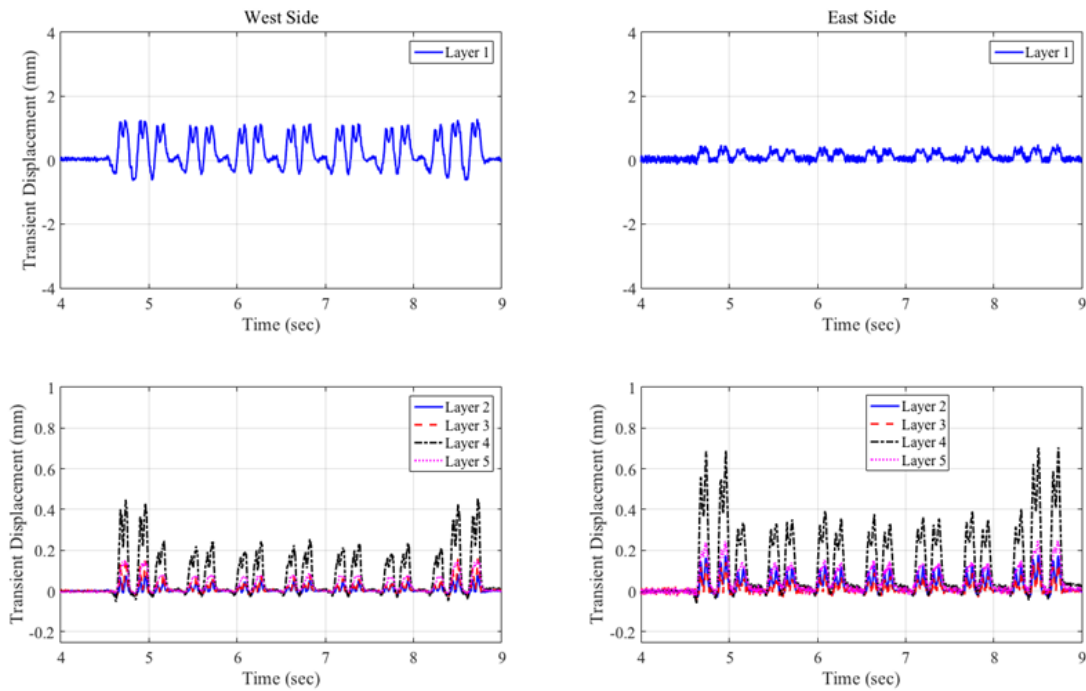 West Side
Transient Displacement (mm)
4
2
0
-2
-4
Layer 1
4 5 6 7 8 9
Time (sec)
East Side
4
2
0
-2
-4
Layer 1
4 5 6 7 8 9
Time (sec)
Transient Displacement (mm)
1
0.8
0.6
0.4
0.2
0
-0.2
Layer 2
Layer 3
Layer 4
Layer 5
4 5 6 7 8 9
Time (sec)
Transient Displacement (mm)
1
0.8
0.6
0.4
0.2
0
-0.2
Layer 2
Layer 3
Layer 4
Layer 5
4 5 6 7 8 9
Time (sec)